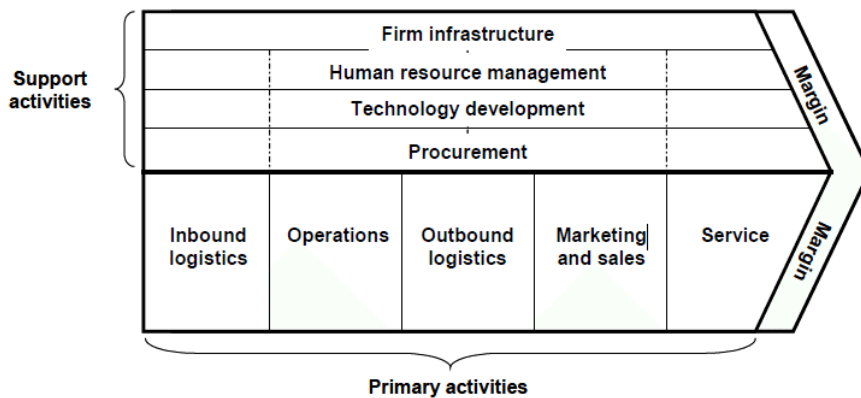 Firm infrastructure
Support
activities
Human resource management
Technology development
Procurement
Margin
Inbound
logistics
Operations
Outbound
logistics
Marketing
and sales
Service
Margin
Primary activities